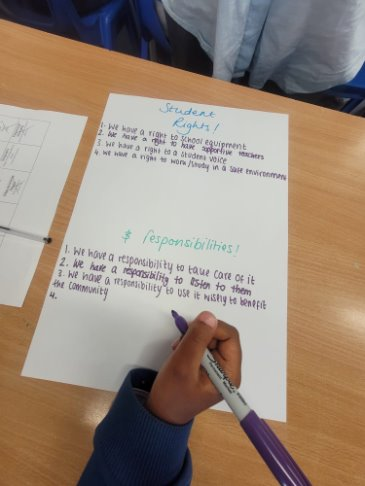 Student
Rights!
1. We have a right to school equipment
2. We have a right to have supportive teachers
3. We have a right to a student voice
4. We have a right to work/study in a safe environment
& responsibilities!
1. We have a responsibility to take care of it
2. We have a responsibility to listen to them
3. We have a responsibility to use it wisely to benefit
the community
4.
Sharpie